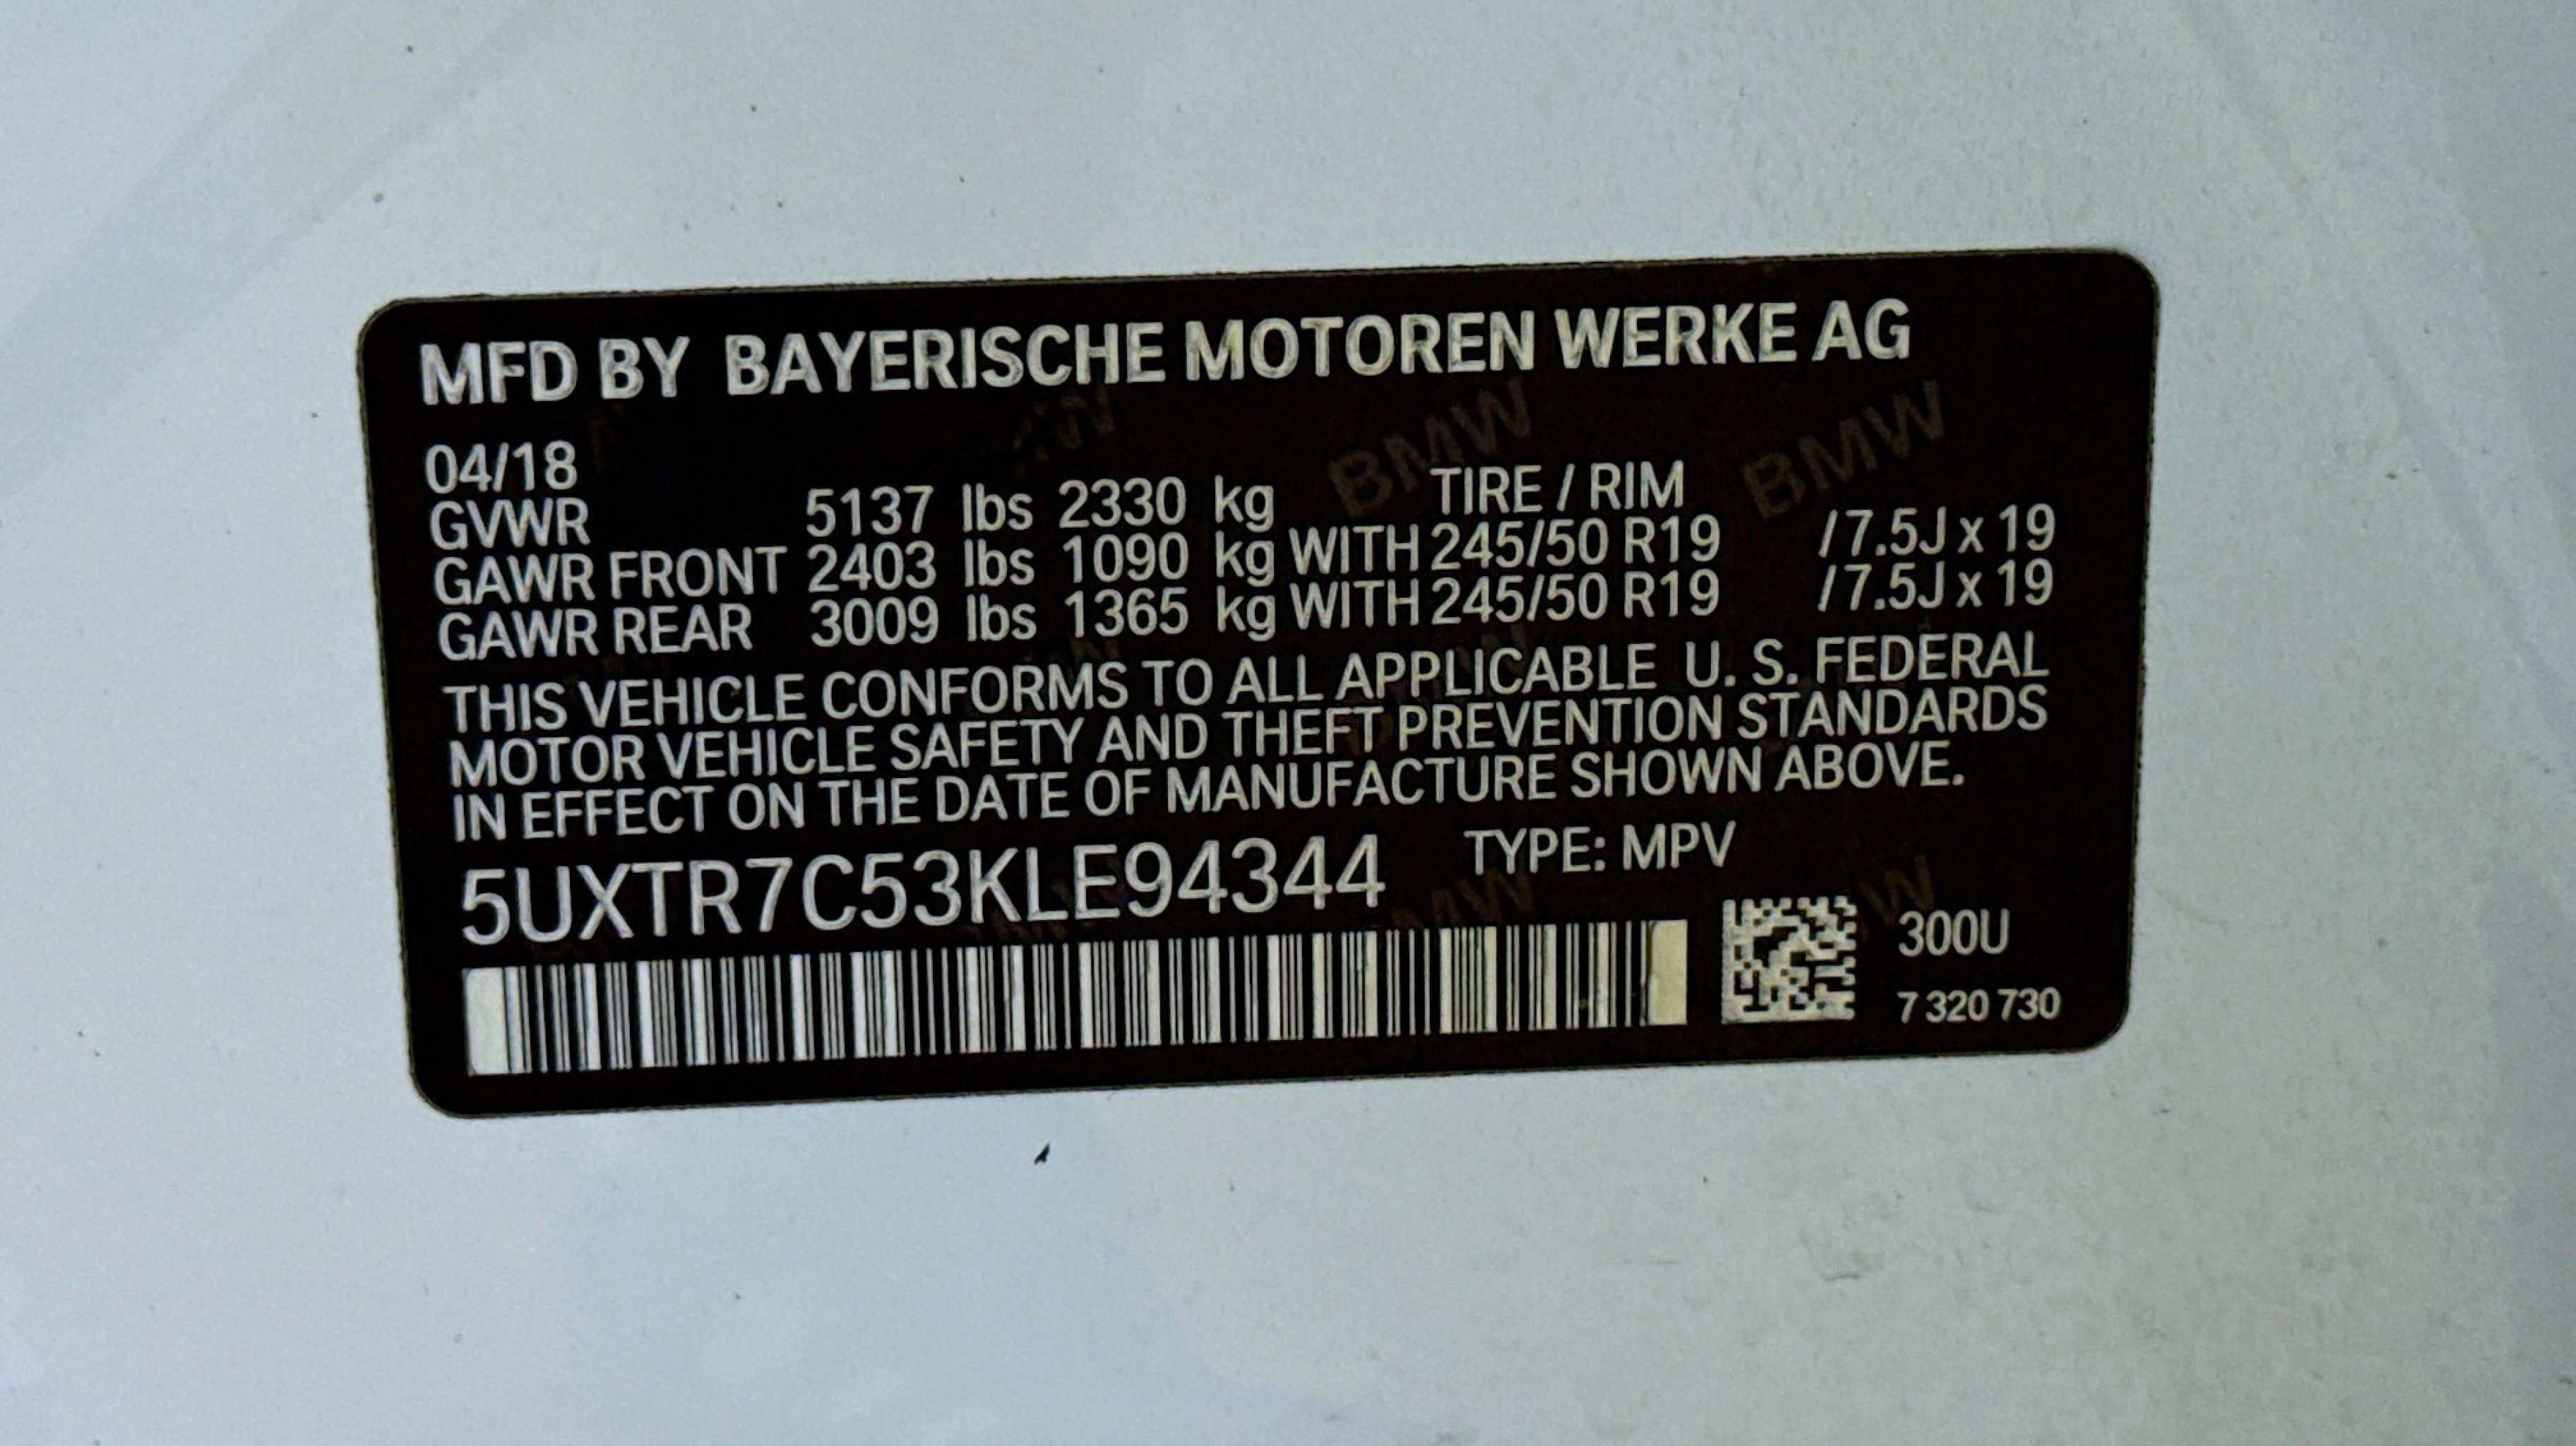 MFD BY BAYERISCHE MOTOREN WERKE AG
04/18
TIRE / RIM
GVWR 5137 lbs 2330 kg
GAWR FRONT 2403 lbs 1090 kg WITH 245/50 R19 / 7.5J x 19
GAWR REAR 3009 lbs 1365 kg WITH 245/50 R19 / 7.5J x 19
THIS VEHICLE CONFORMS TO ALL APPLICABLE U. S. FEDERAL
MOTOR VEHICLE SAFETY AND THEFT PREVENTION STANDARDS
IN EFFECT ON THE DATE OF MANUFACTURE SHOWN ABOVE.
5UXTR7C53KLE94344 TYPE: MPV
300U
7 320 730
BMW
BMW